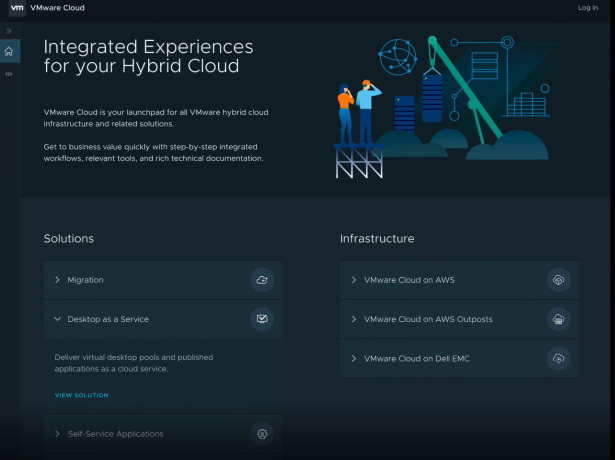 vm VMware Cloud
Log In
Integrated Experiences
for your Hybrid Cloud
VMware Cloud is your launchpad for all VMware hybrid cloud
infrastructure and related solutions.
Get to business value quickly with step-by-step integrated
workflows, relevant tools, and rich technical documentation.
Solutions
Migration
Desktop as a Service
Deliver virtual desktop pools and published
applications as a cloud service.
VIEW SOLUTION
Self-Service Applications
Infrastructure
VMware Cloud on AWS
VMware Cloud on AWS Outposts
VMware Cloud on Dell EMC